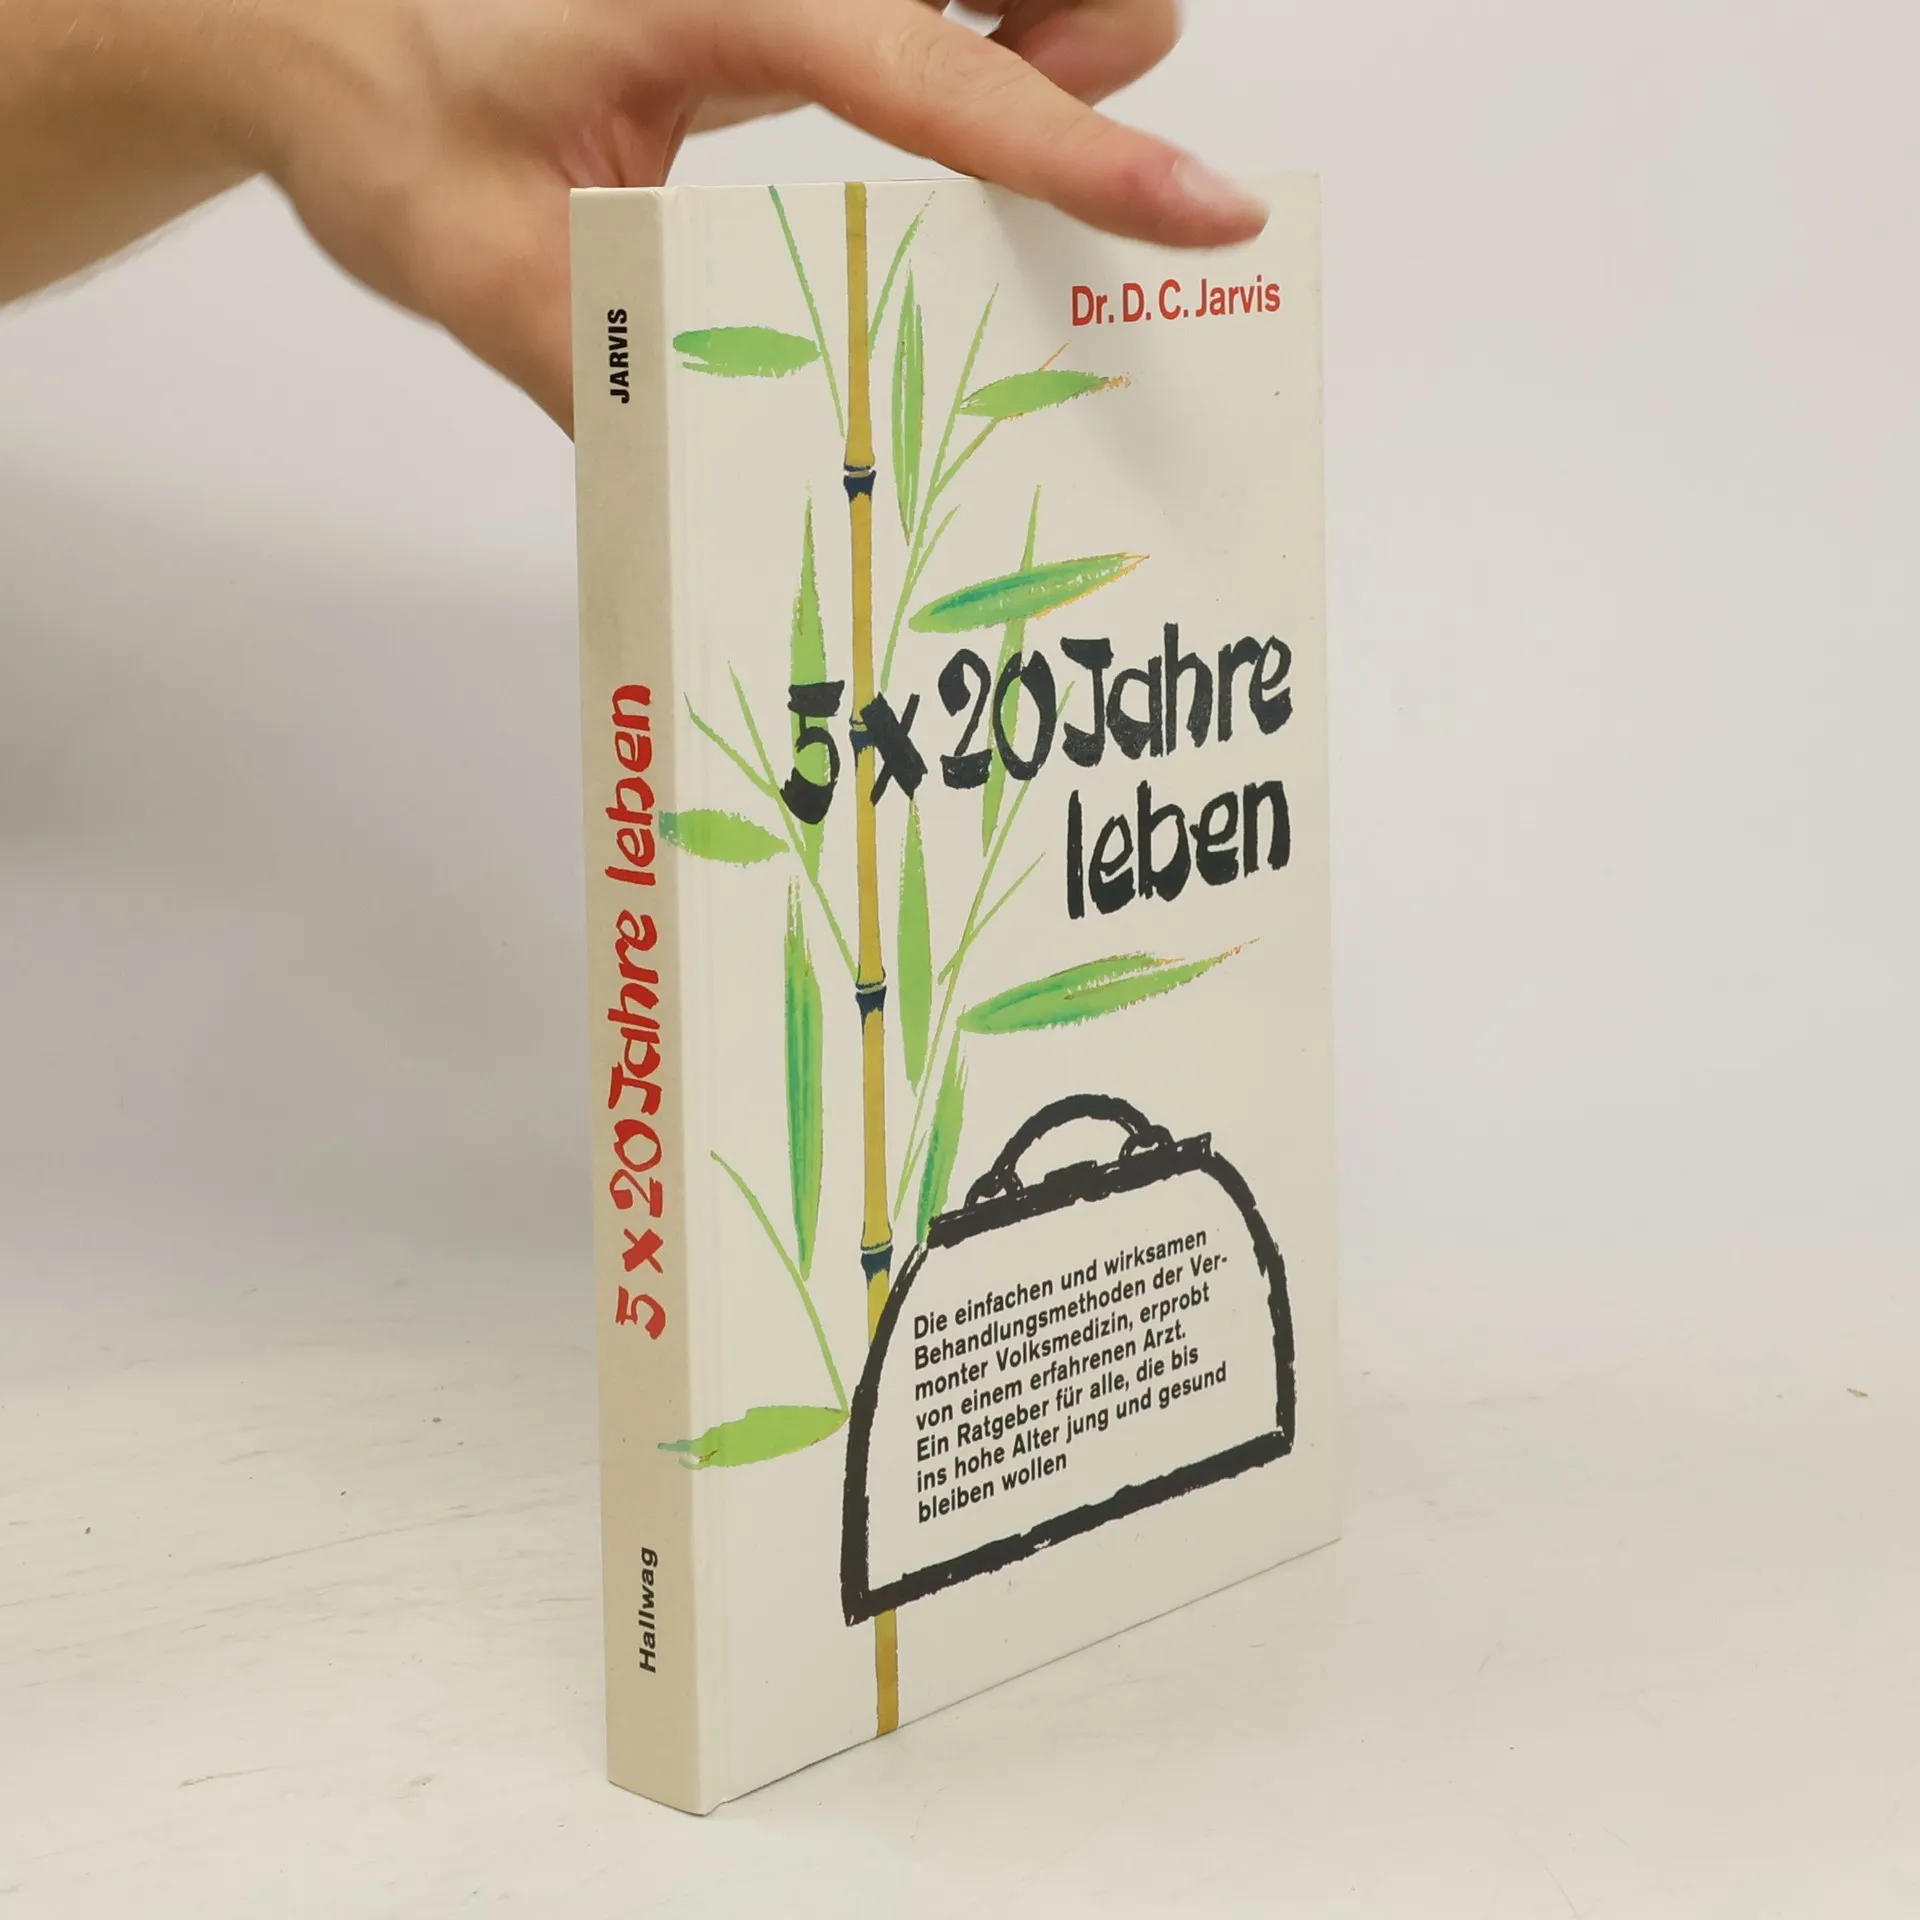 JARVIS
5 x 20 Jahre leben
Hallwag
Dr. D. C. Jarvis
5 x 20 Jahre
leben
Die einfachen und wirksamen
Behandlungsmethoden der Ver-
monter Volksmedizin, erprobt
von einem erfahrenen Arzt.
Ein Ratgeber für alle, die bis
ins hohe Alter jung und gesund
bleiben wollen